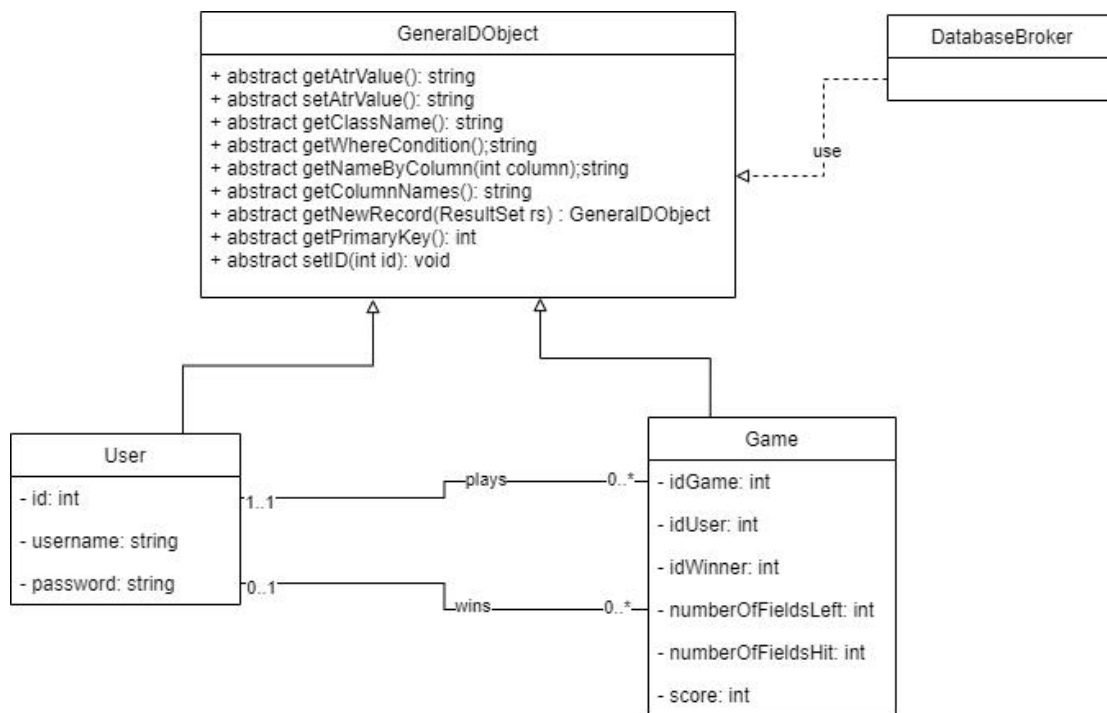 GeneralDObject
+ abstract getAtrValue(): string
+ abstract setAtrValue(): string
+ abstract getClassName(): string
+ abstract getWhereCondition();string
+ abstract getNameByColumn(int column);string
+ abstract getColumnNames(): string
+ abstract getNewRecord(ResultSet rs) : GeneralDObject
+ abstract getPrimaryKey(): int
+ abstract setID(int id): void
DatabaseBroker
use
User
- id: int
- username: string
- password: string
1..1
plays
0..*
0..1
wins
0..*
Game
- idGame: int
- idUser: int
- idWinner: int
- numberOfFieldsLeft: int
- numberOfFieldsHit: int
- score: int